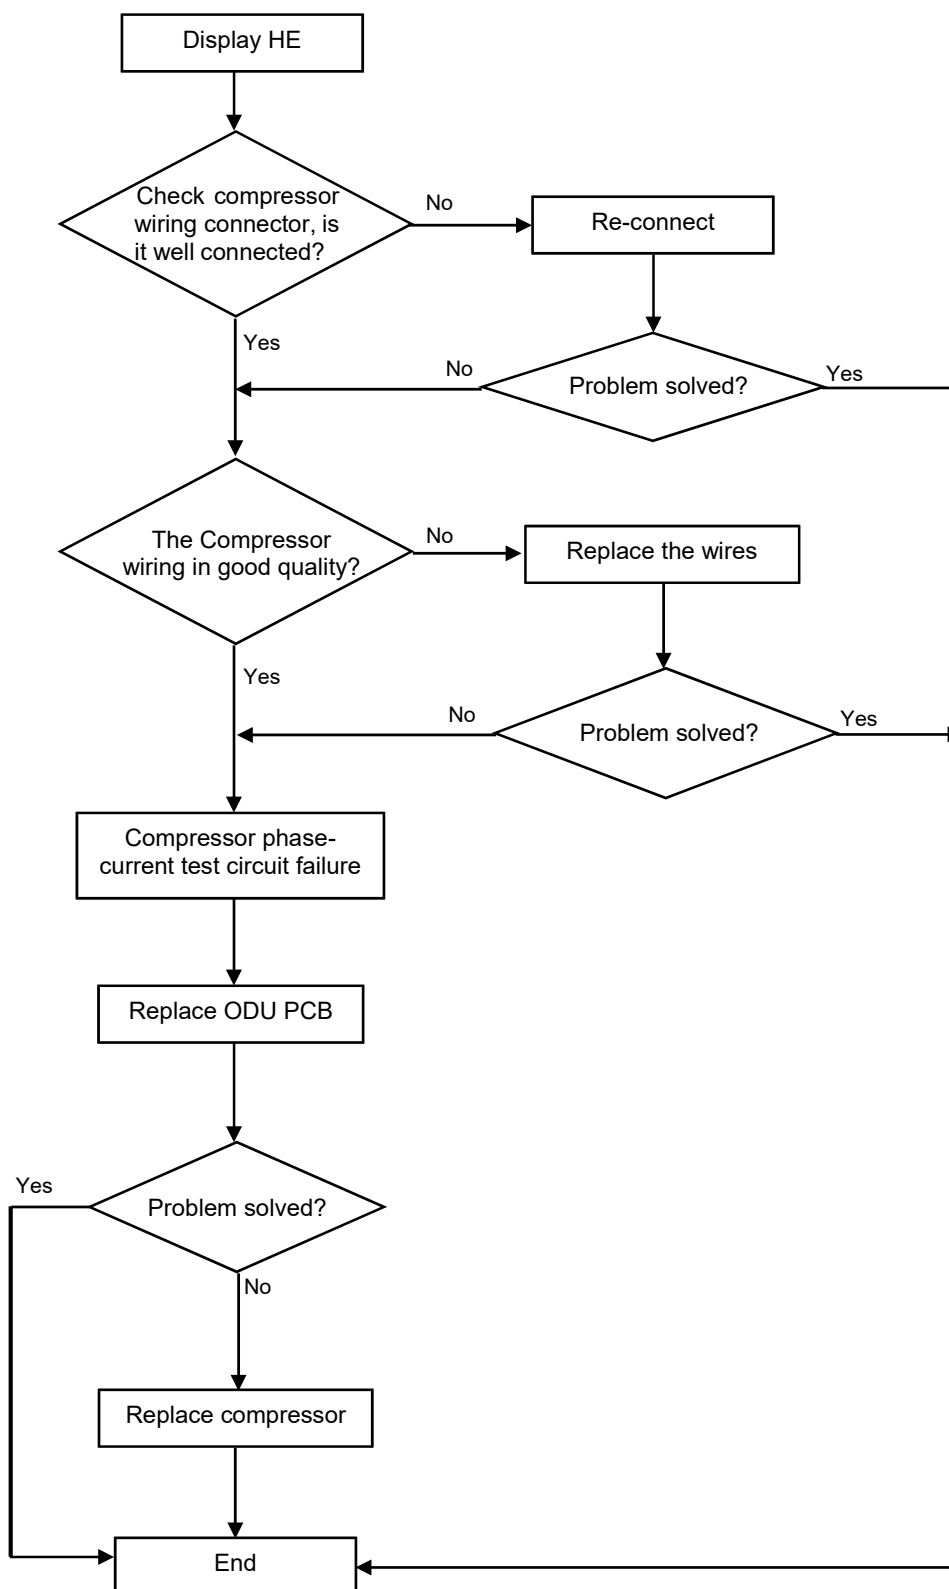 Display HE
Check compressor
wiring connector, is
it well connected?
No
Re-connect
Yes
No
Problem solved?
Yes
The Compressor
wiring in good quality?
No
Replace the wires
Yes
No
Problem solved?
Yes
Compressor phase-
current test circuit failure
Replace ODU PCB
Yes
Problem solved?
No
Replace compressor
End